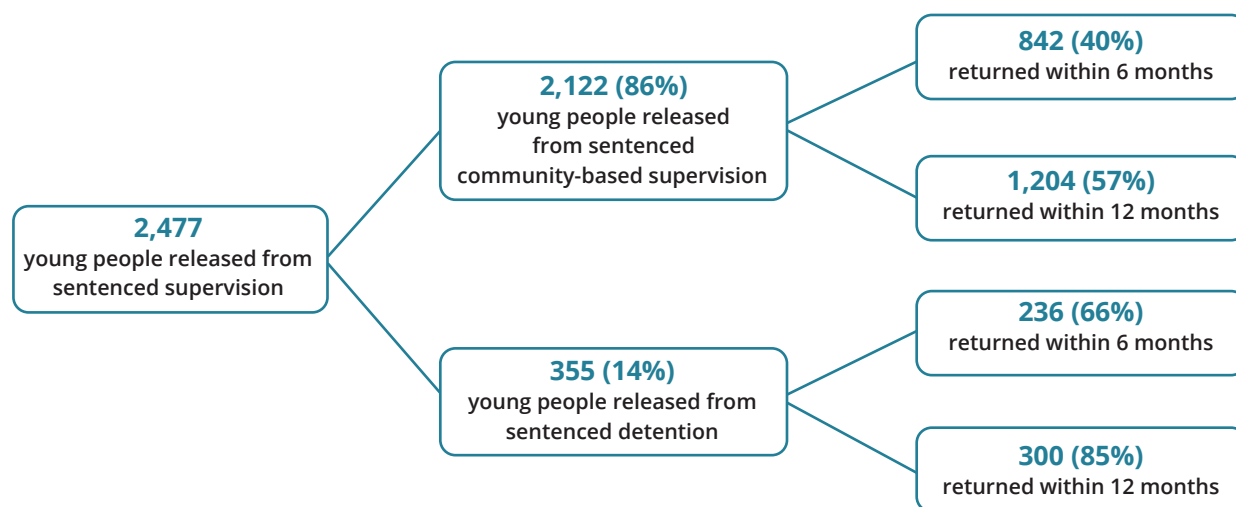 2,477
young people released from
sentenced supervision
2,122 (86%)
young people released
from sentenced
community-based supervision
842 (40%)
returned within 6 months
1,204 (57%)
returned within 12 months
355 (14%)
young people released from
sentenced detention
236 (66%)
returned within 6 months
300 (85%)
returned within 12 months